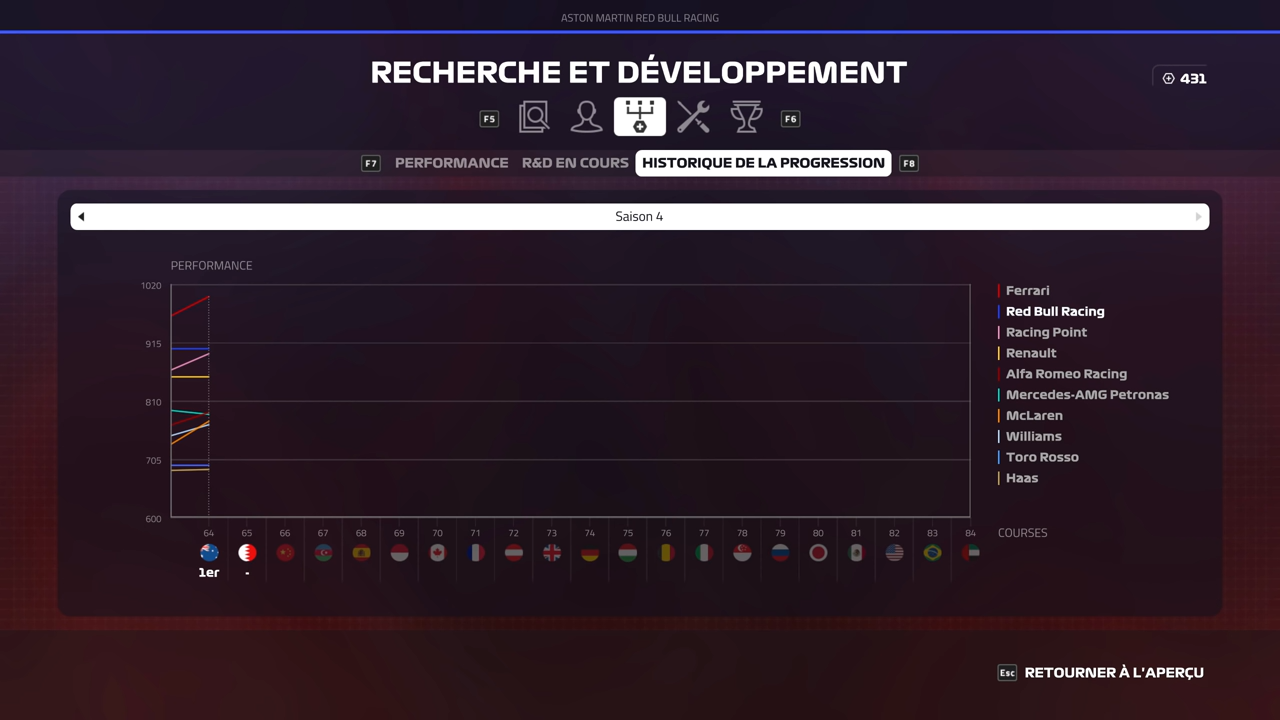 ASTON MARTIN RED BULL RACING
RECHERCHE ET DÉVELOPPEMENT
431
F5
F6
F7 PERFORMANCE R&D EN COURS HISTORIQUE DE LA PROGRESSION F8
Saison 4
PERFORMANCE
1020
915
810
705
600
Ferrari
Red Bull Racing
Racing Point
Renault
Alfa Romeo Racing
Mercedes-AMG Petronas
McLaren
Williams
Toro Rosso
Haas
64 65 66 67 68 69 70 71 72 73 74 75 76 77 78 79 80 81 82 83 84 COURSES
1er -
Esc RETOURNER À L'APERÇU